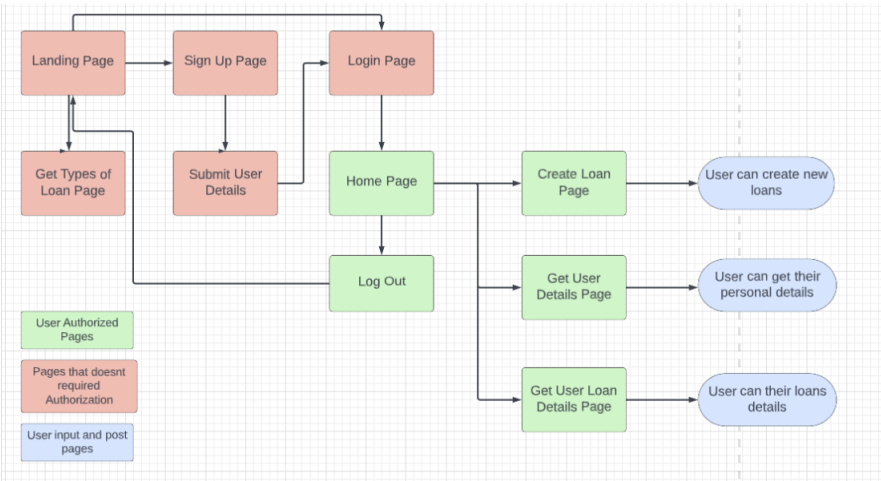 Landing Page
Sign Up Page
Login Page
Get Types of
Loan Page
Submit User
Details
Home Page
Create Loan
Page
User can create new
loans
Log Out
Get User
Details Page
User can get their
personal details
User Authorized
Pages
Pages that doesnt
required
Authorization
Get User Loan
Details Page
User can their loans
details
User input and post
pages